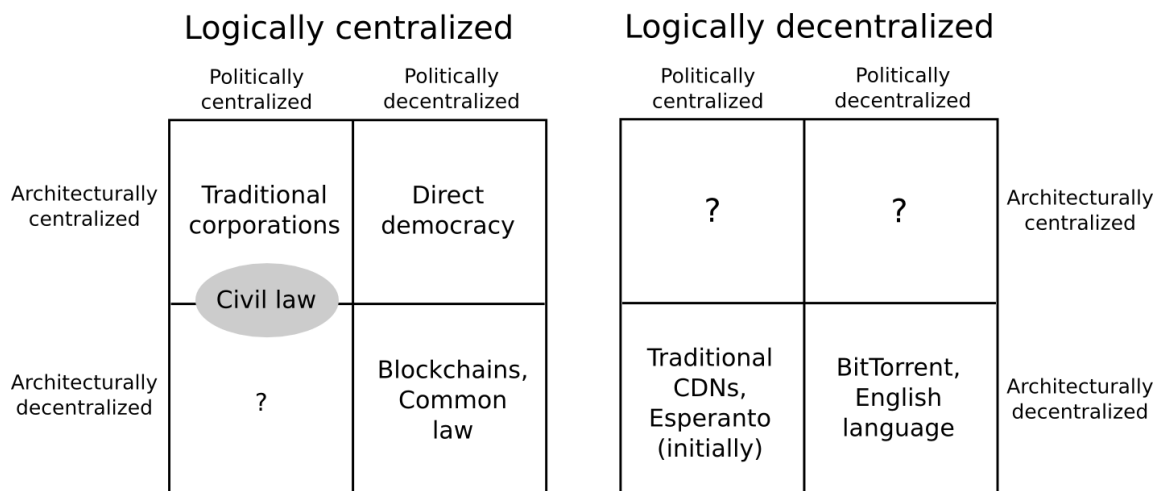 Logically centralized
Logically decentralized
Politically
centralized
Politically
decentralized
Politically
centralized
Politically
decentralized
Architecturally
centralized
Traditional
corporations
Direct
democracy
?
?
Architecturally
centralized
Civil law
Architecturally
decentralized
?
Blockchains,
Common
law
Traditional
CDNs,
Esperanto
(initially)
BitTorrent,
English
language
Architecturally
decentralized